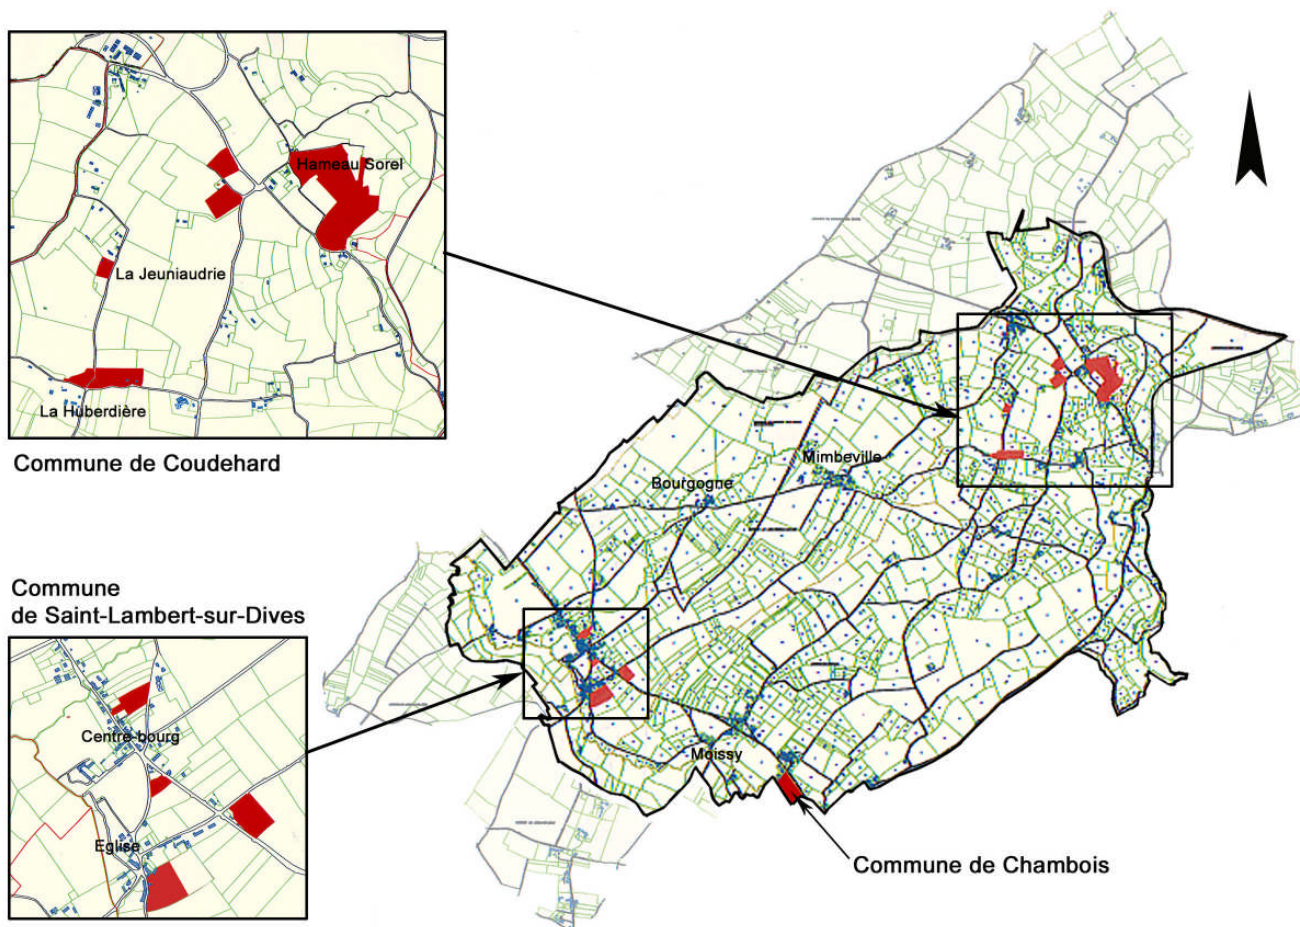 Hameau Sorel
La Jeuniaudrie
La Huberdière
Commune de Coudehard
Mimbeville
Bourgogne
Commune
de Saint-Lambert-sur-Dives
Centre-bourg
Eglise
Moissy
Commune de Chambois